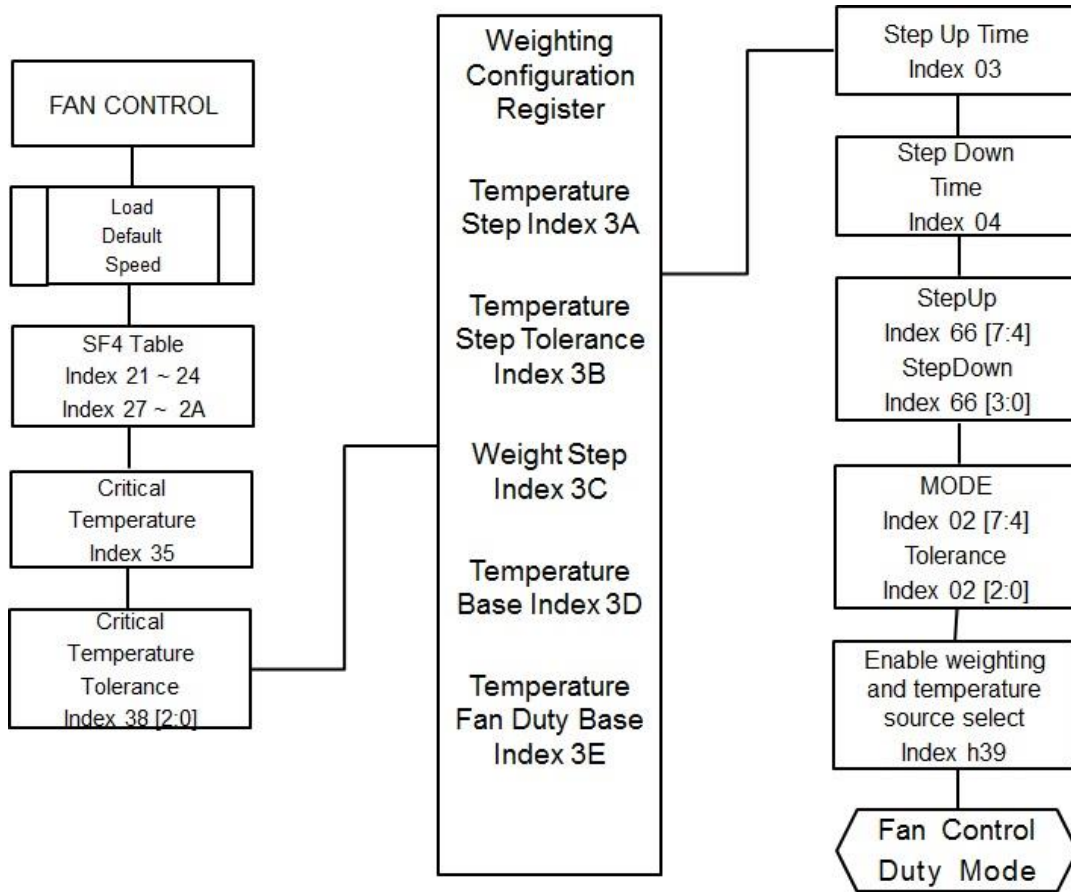 FAN CONTROL
Load
Default
Speed
SF4 Table
Index 21 ~ 24
Index 27 ~ 2A
Critical
Temperature
Index 35
Critical
Temperature
Tolerance
Index 38 [2:0]
Weighting
Configuration
Register
Temperature
Step Index 3A
Temperature
Step Tolerance
Index 3B
Weight Step
Index 3C
Temperature
Base Index 3D
Temperature
Fan Duty Base
Index 3E
Step Up Time
Index 03
Step Down
Time
Index 04
StepUp
Index 66 [7:4]
StepDown
Index 66 [3:0]
MODE
Index 02 [7:4]
Tolerance
Index 02 [2:0]
Enable weighting
and temperature
source select
Index h39
Fan Control
Duty Mode